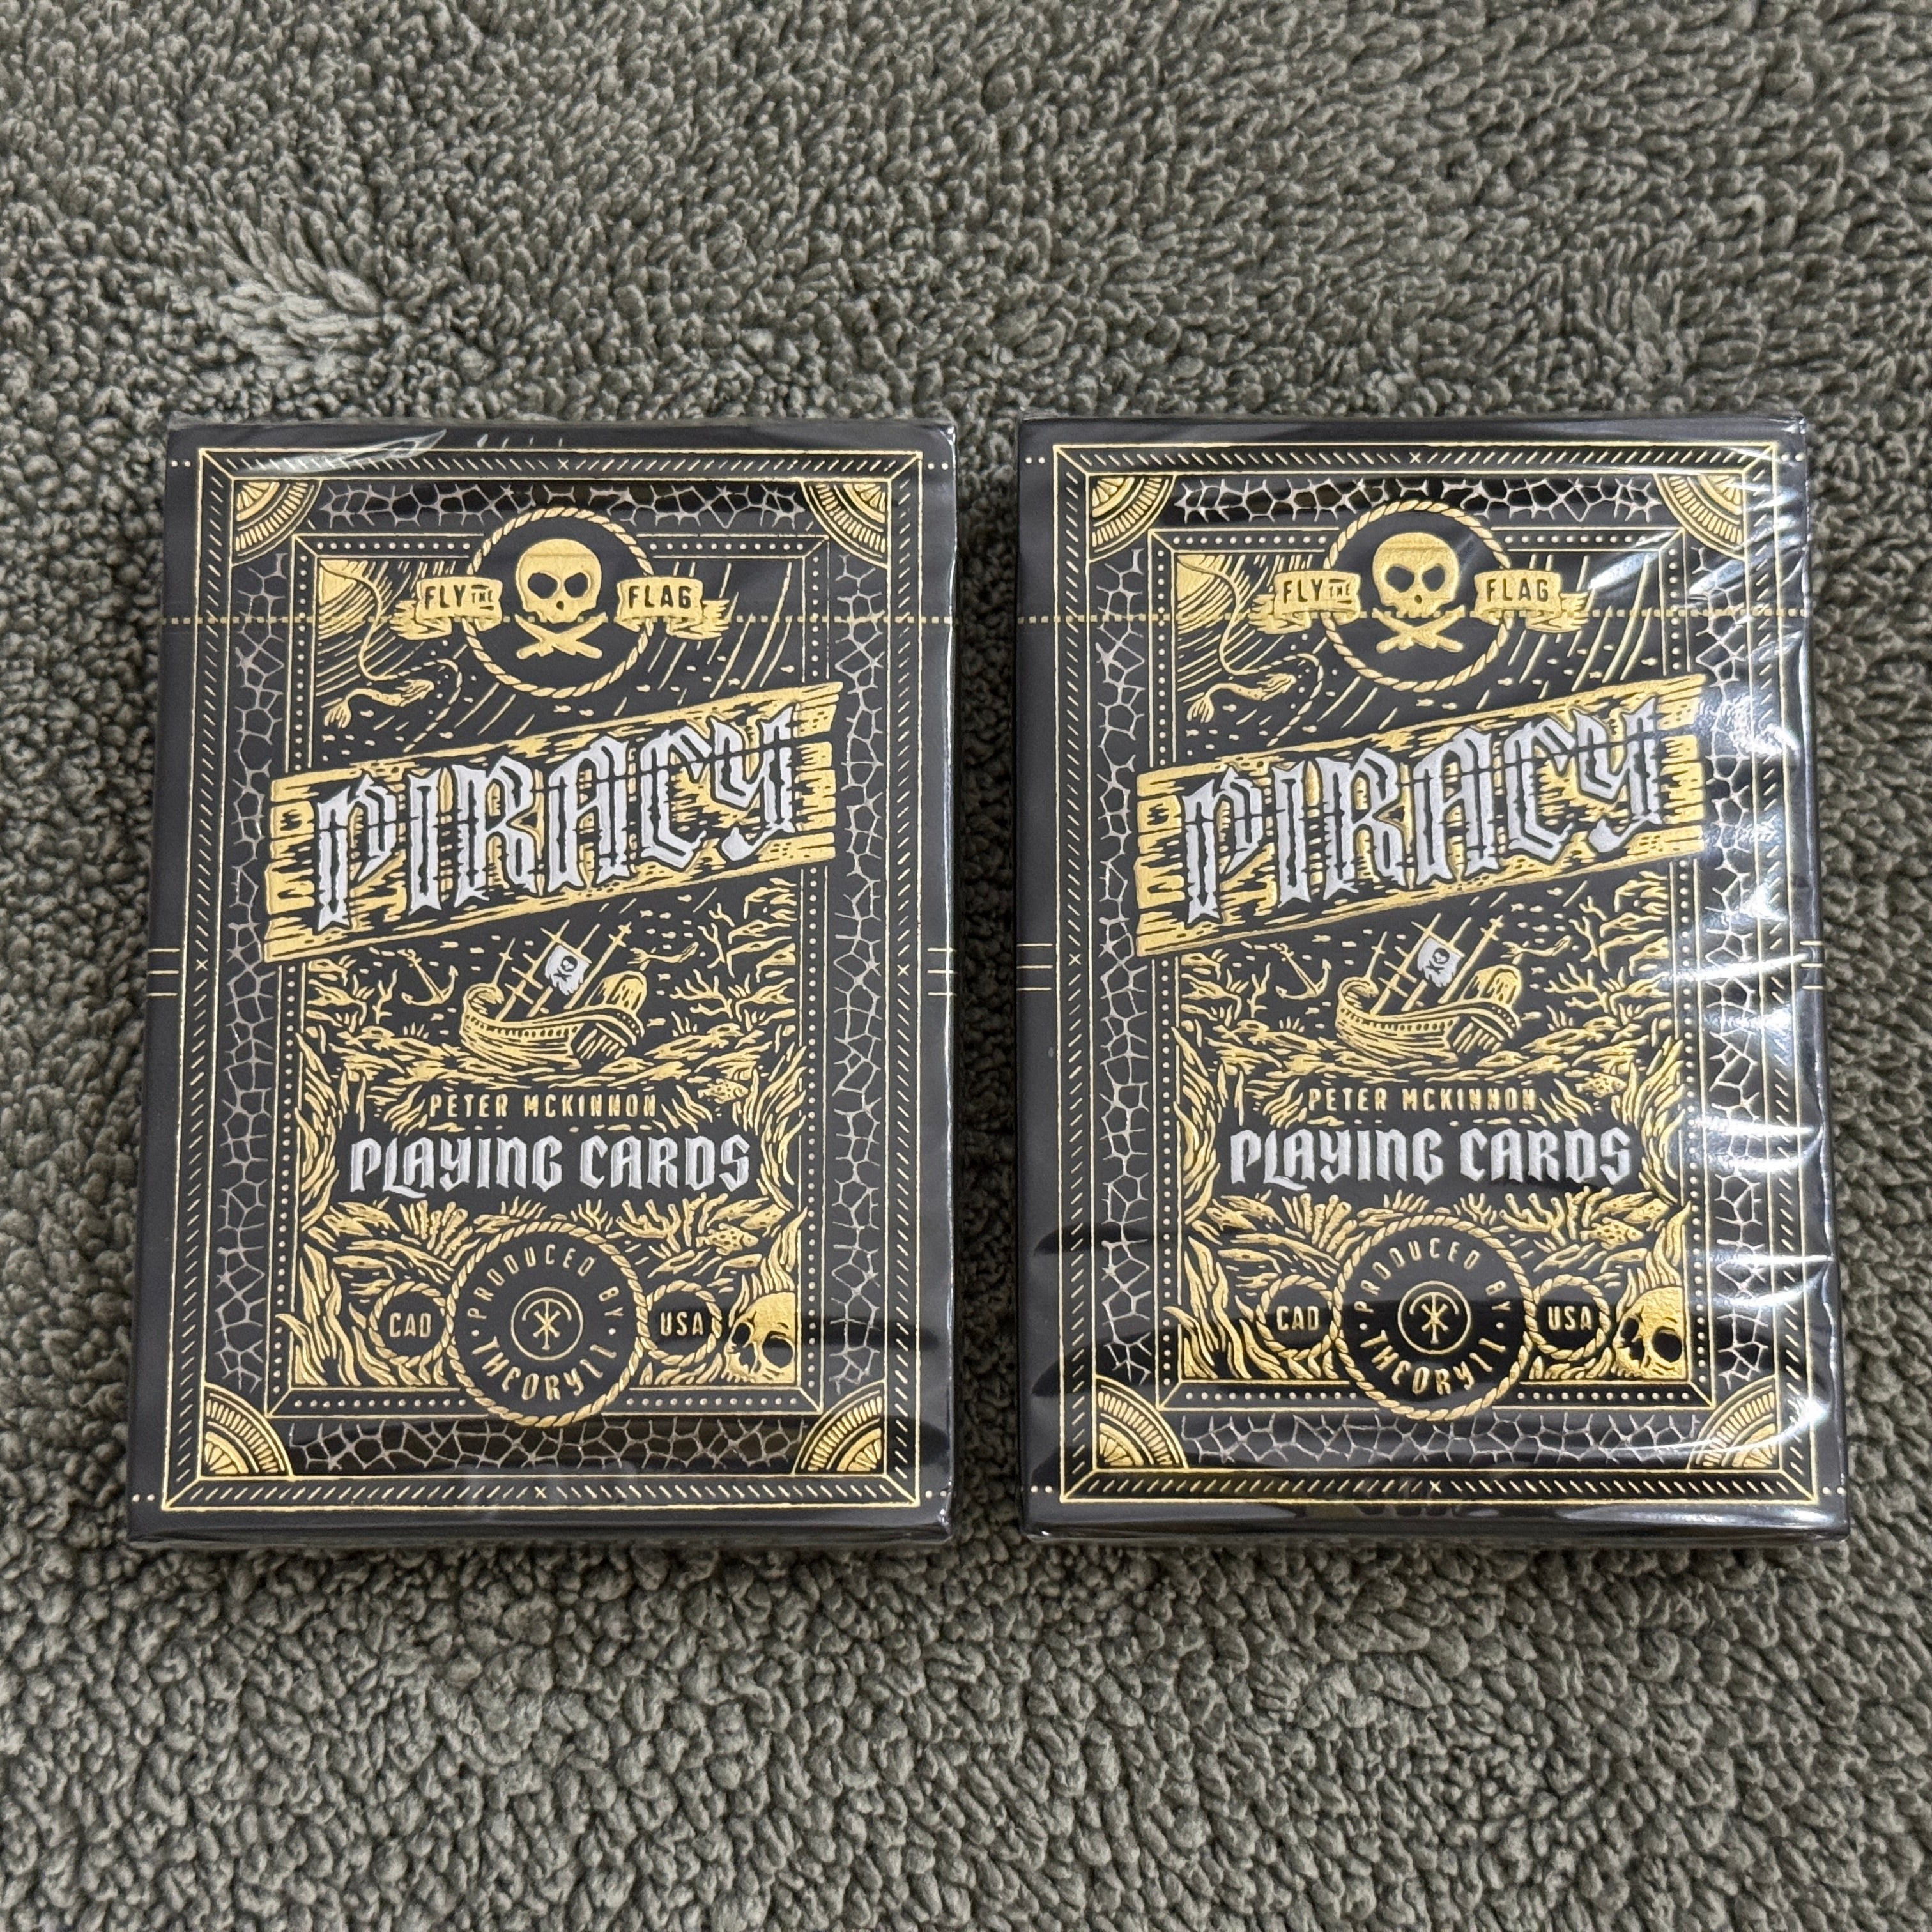 FLY THE FLAG
PIRACY
PETER MCKINNON
PLAYING CARDS
CAD
PRODUCED BY
THEORY11
USA
FLY THE FLAG
PIRACY
PETER MCKINNON
PLAYING CARDS
CAD
PRODUCED BY
THEORY11
USA